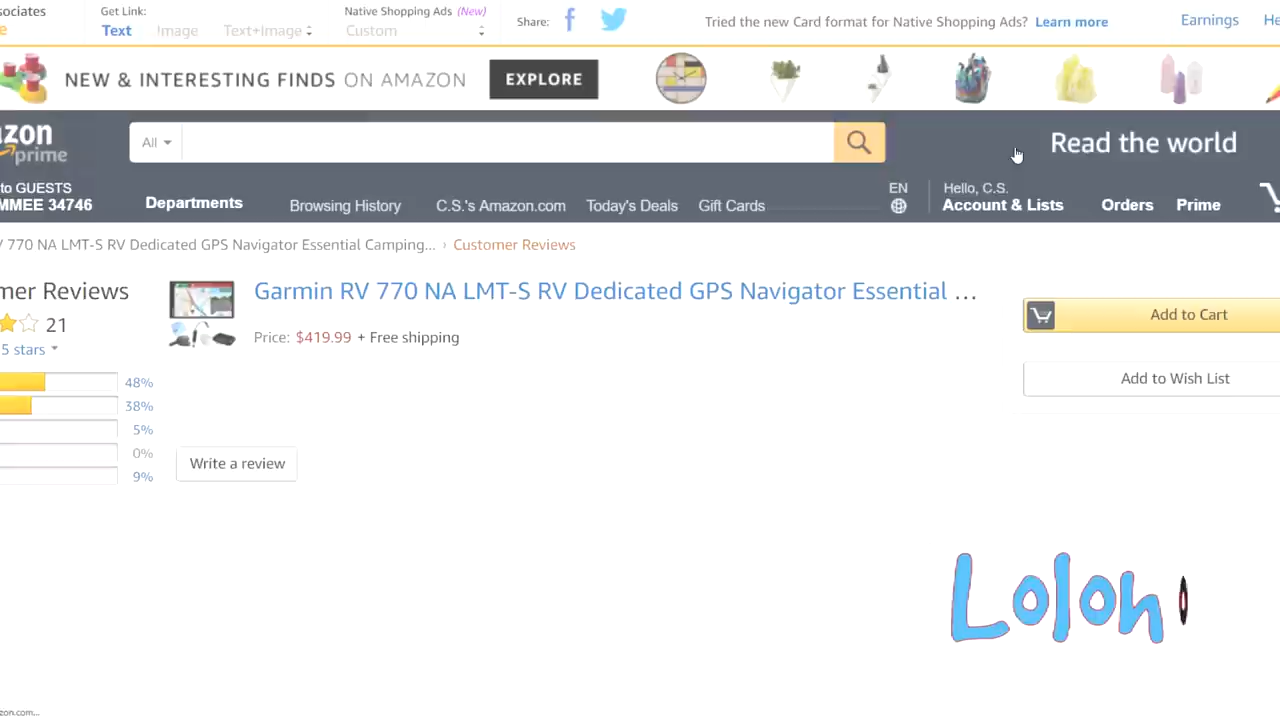 sociates
Get Link:
Native Shopping Ads (New)
Text Image Text+Image
Custom
Share:
Tried the new Card format for Native Shopping Ads? Learn more
Earnings He
NEW & INTERESTING FINDS ON AMAZON EXPLORE
zon
prime
All
Read the world
to GUESTS
MMEE 34746
Departments
Browsing History
C.S.'s Amazon.com
Today's Deals
Gift Cards
EN
Hello, C.S.
Account & Lists
Orders
Prime
V 770 NA LMT-S RV Dedicated GPS Navigator Essential Camping... › Customer Reviews
mer Reviews
Garmin RV 770 NA LMT-S RV Dedicated GPS Navigator Essential ...
21
Price: $419.99 + Free shipping
5 stars
Add to Cart
Add to Wish List
48%
38%
5%
0%
9%
Write a review
Loloh
zon.com...